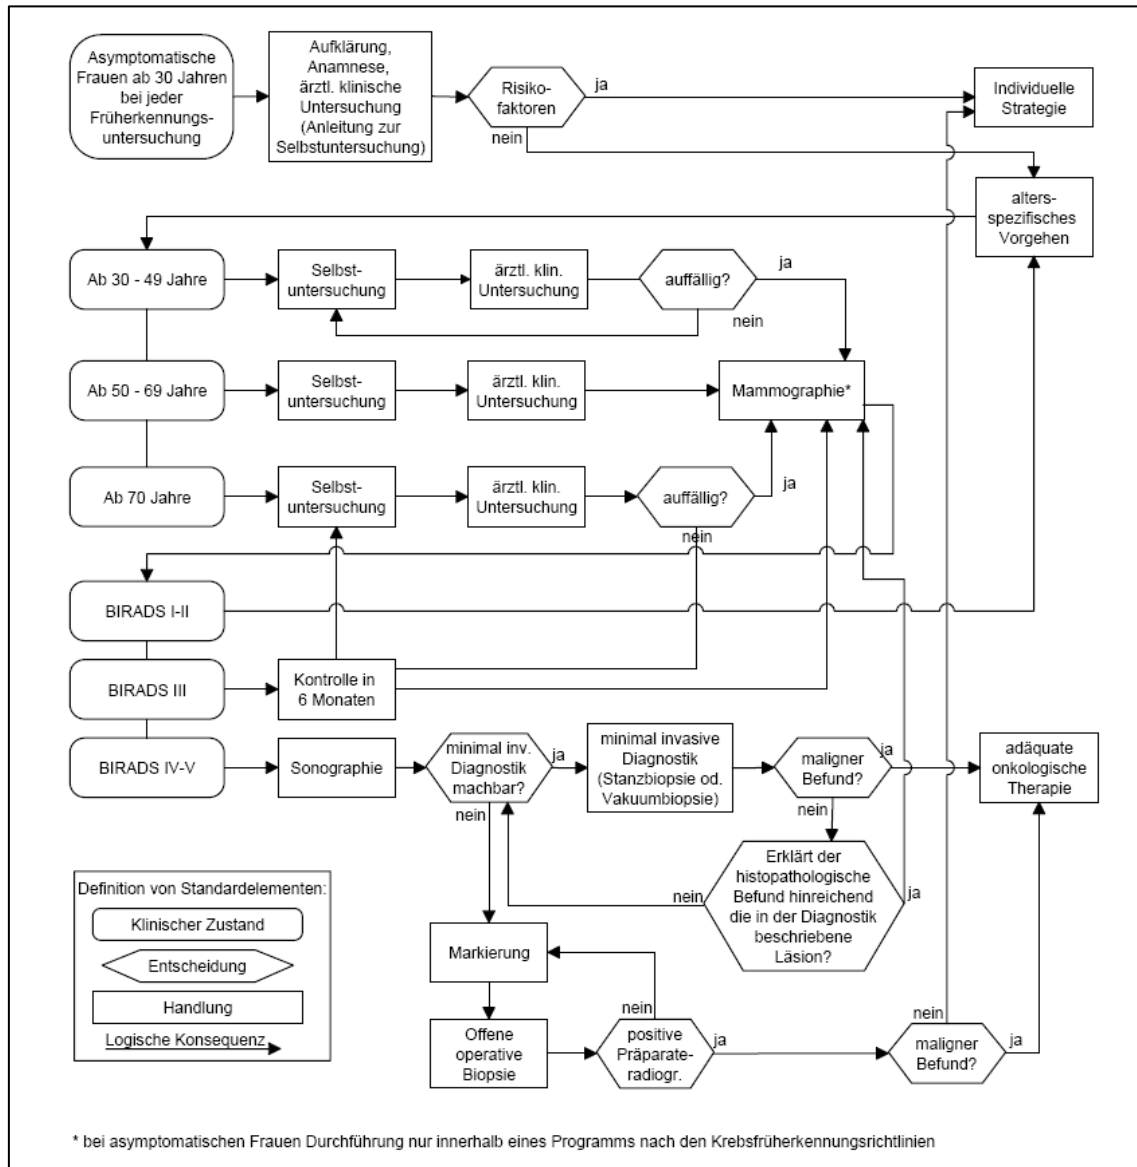 Asymptomatische
Frauen ab 30 Jahren
bei jeder
Früherkennungs-
untersuchung
Aufklärung,
Anamnese,
ärztl. klinische
Untersuchung
(Anleitung zur
Selbstuntersuchung)
Risiko-
faktoren
ja
nein
Individuelle
Strategie
alters-
spezifisches
Vorgehen
Ab 30 - 49 Jahre
Selbst-
untersuchung
ärztl. klin.
Untersuchung
auffällig?
ja
nein
Ab 50 - 69 Jahre
Selbst-
untersuchung
ärztl. klin.
Untersuchung
Mammographie*
Ab 70 Jahre
Selbst-
untersuchung
ärztl. klin.
Untersuchung
auffällig?
ja
nein
BIRADS I-II
BIRADS III
Kontrolle in
6 Monaten
BIRADS IV-V
Sonographie
minimal inv.
Diagnostik
machbar?
ja
nein
minimal invasive
Diagnostik
(Stanzbiopsie od.
Vakuumbiopsie)
maligner
Befund?
ja
nein
adäquate
onkologische
Therapie
Erklärt der
histopathologische
Befund hinreichend
die in der Diagnostik
beschriebene
Läsion?
nein
ja
Markierung
Offene
operative
Biopsie
nein
positive
Präparate-
radiogr.
ja
nein
maligner
Befund?
ja
Definition von Standardelementen:
Klinischer Zustand
Entscheidung
Handlung
Logische Konsequenz
* bei asymptomatischen Frauen Durchführung nur innerhalb eines Programms nach den Krebsfrüherkennungsrichtlinien